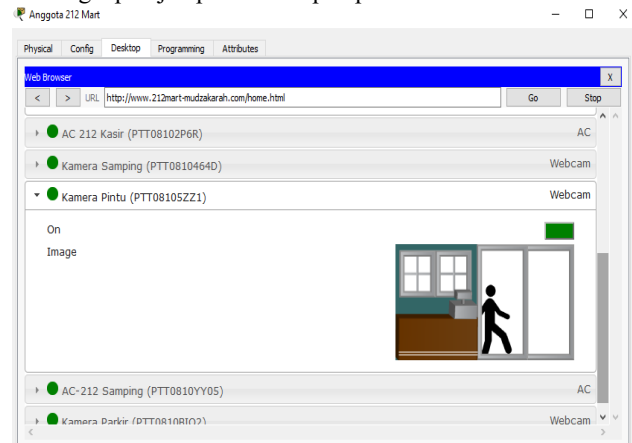 Anggota 212 Mart
Physical Config Desktop Programming Attributes
Web Browser X
< > URL http://www.212mart-mudzakarah.com/home.html Go Stop
AC 212 Kasir (PTT08102P6R) AC
Kamera Samping (PTT0810464D) Webcam
Kamera Pintu (PTT08105ZZ1) Webcam
On
Image
AC-212 Samping (PTT0810YY05) AC
Kamera Parkir Webcam